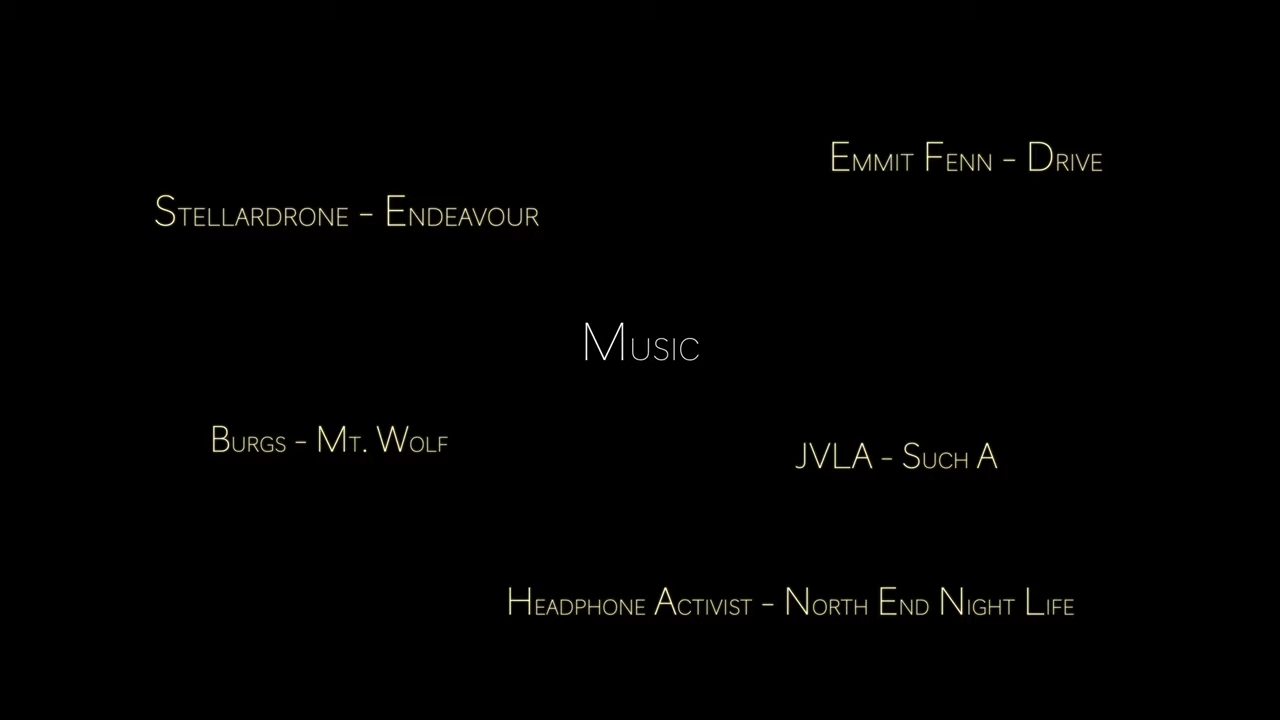 Emmit Fenn – Drive
Stellardrone – Endeavour
Music
Burgs – Mt. Wolf
JVLA – Such A
Headphone Activist – North End Night Life